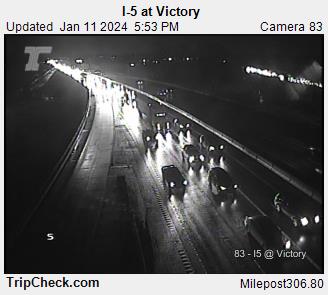 I-5 at Victory
Updated Jan 11 2024 5:53 PM Camera 83
S
83 - I5 @ Victory
TripCheck.com Milepost306.80